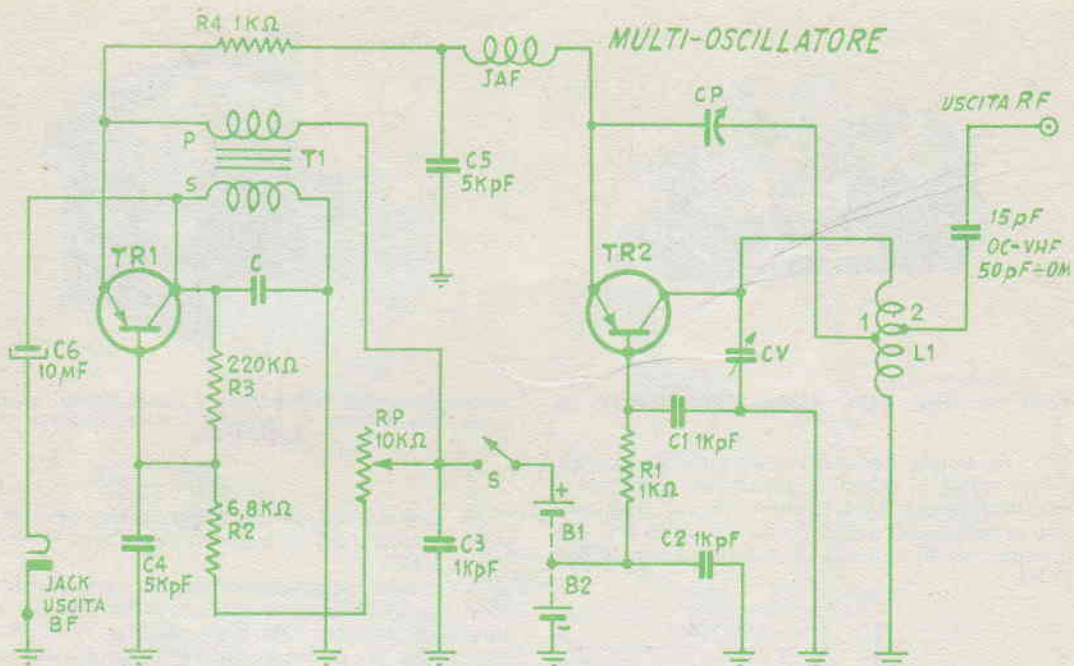 MULTI-OSCILLATORE
R4 1KΩ
JAF
CP
USCITA RF
P
T1
S
C5
5KpF
15pF
OC-VHF
50pF-OM
TR1
C
TR2
1
2
L1
CV
C6
10MF
220KΩ
R3
RP
10KΩ
C1 1KpF
S
+
R1
1KΩ
6,8KΩ
R2
B1
C4
5KpF
C3
1KpF
C2 1KpF
B2
-
JACK
USCITA
BF